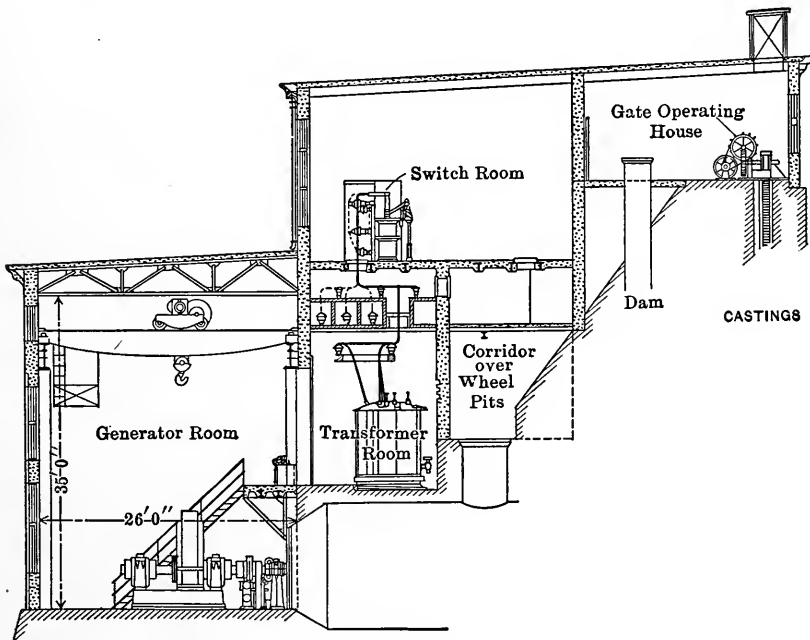 Gate Operating
House
Switch Room
Dam
CASTINGS
Corridor
over
Wheel
Pits
Generator Room
Transformer
Room
35'0"
26'0"